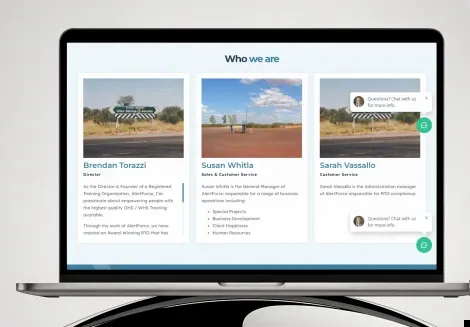 Who we are
Brendan Torazzi
Director
As the Director & Founder of a Registered
Training Organisation, AlertForce, I'm
passionate about empowering people with
the highest quality OHS / WHS Training
available.
Through my work at AlertForce, we have
created an Award-Winning RTO that has
Susan Whitla
Sales & Customer Service
Susan Whitla is the General Manager of
AlertForce responsible for a range of business
operations including:
• Special Projects
• Business Development
• Client Happiness
• Human Resources
Sarah Vassallo
Customer Service
Sarah Vassallo is the Administration manager
of AlertForce responsible for RTO compliance.
Questions? Chat with us
for more info.
×
Questions? Chat with us
for more info.
×